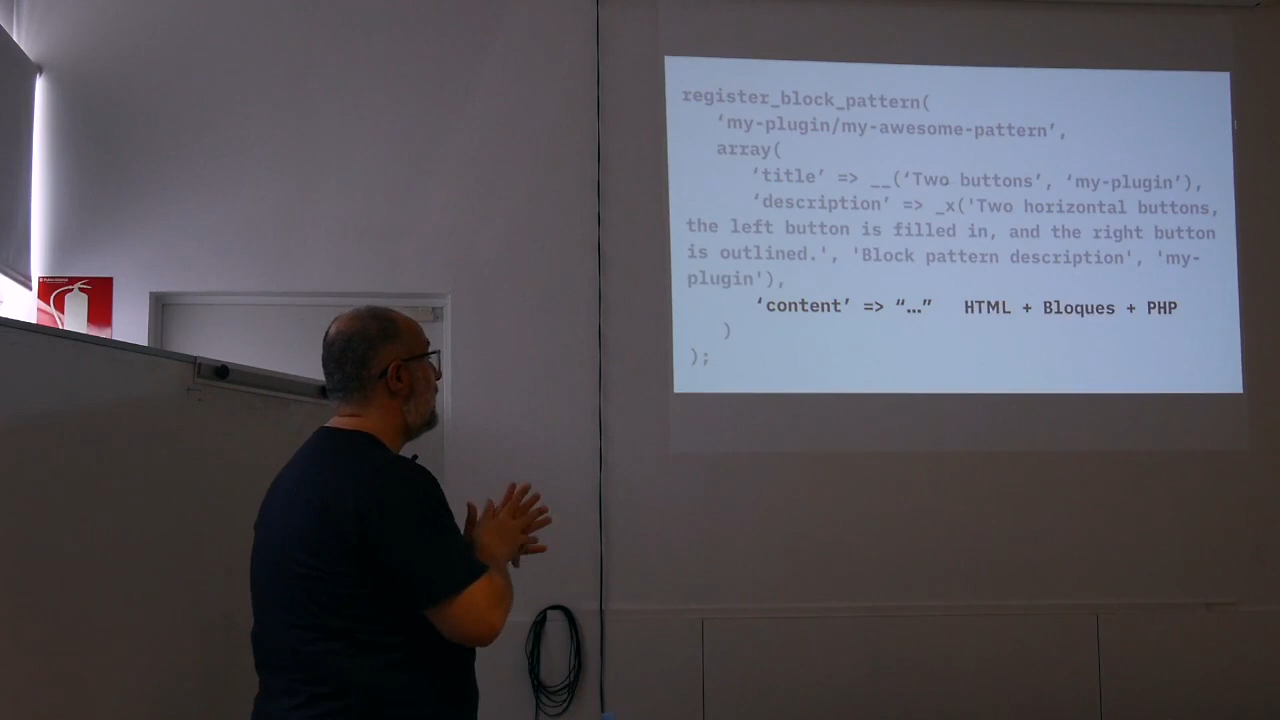 register_block_pattern(
‘my-plugin/my-awesome-pattern’,
array(
‘title’ => __(‘Two buttons’, ‘my-plugin’),
‘description’ => _x('Two horizontal buttons,
the left button is filled in, and the right button
is outlined.', 'Block pattern description', 'my-
plugin'),
‘content’ => “…” HTML + Bloques + PHP
)
);